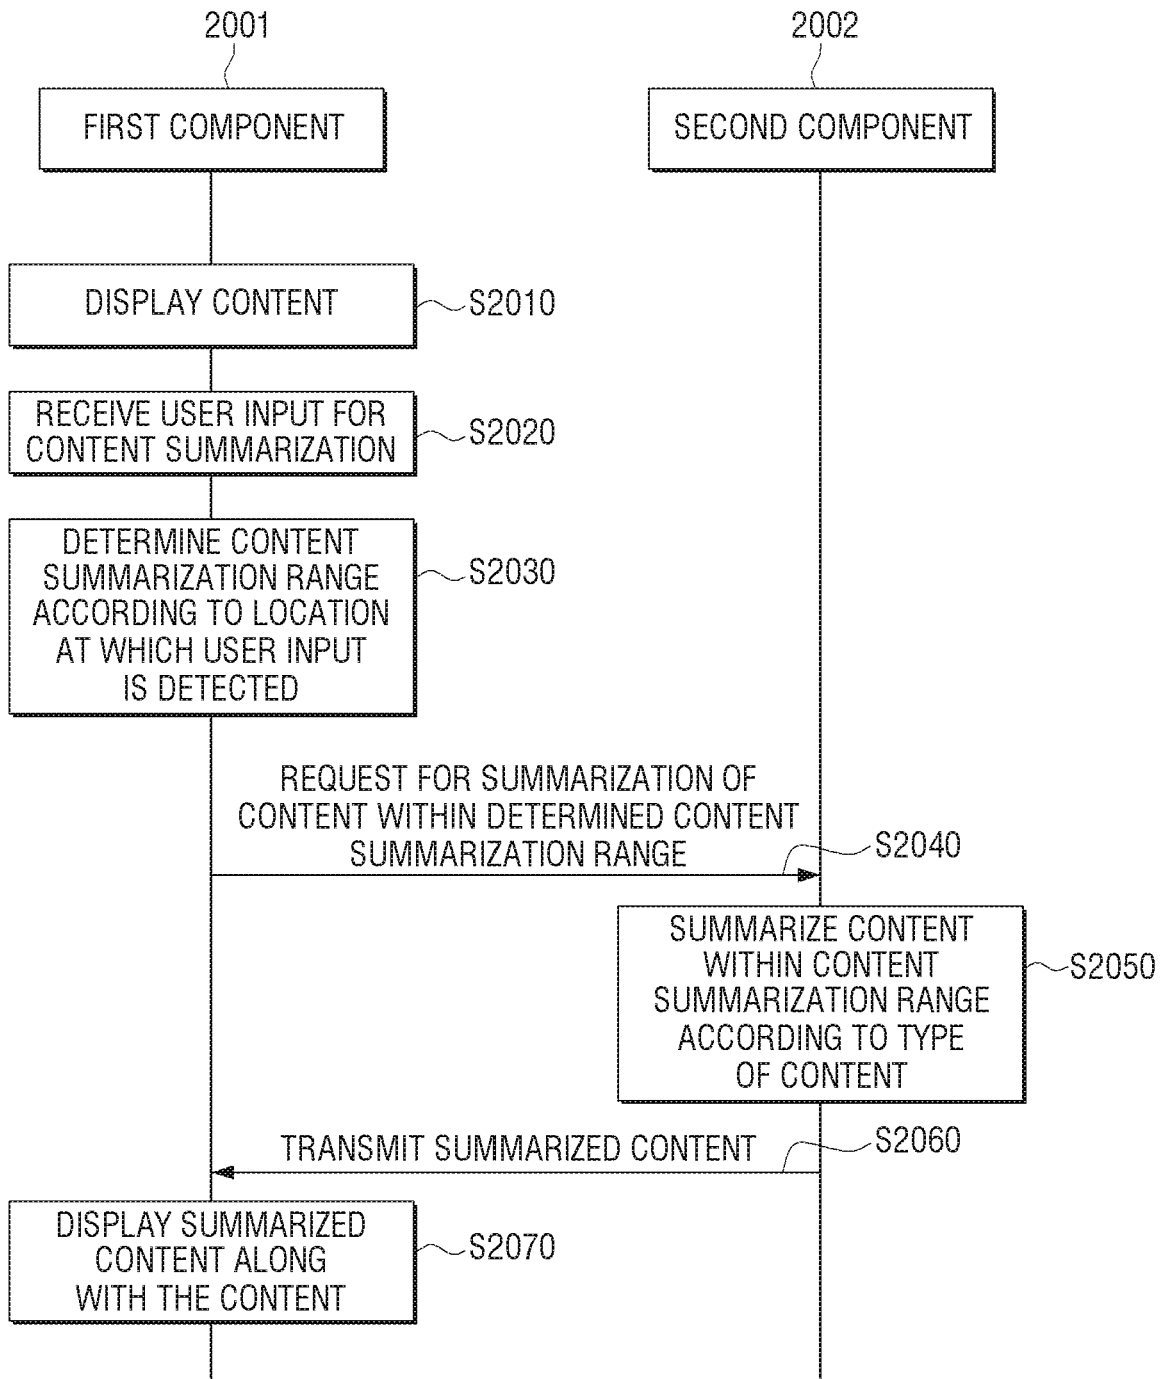 2001
2002
FIRST COMPONENT
SECOND COMPONENT
DISPLAY CONTENT
S2010
RECEIVE USER INPUT FOR
CONTENT SUMMARIZATION
S2020
DETERMINE CONTENT
SUMMARIZATION RANGE
ACCORDING TO LOCATION
AT WHICH USER INPUT
IS DETECTED
S2030
REQUEST FOR SUMMARIZATION OF
CONTENT WITHIN DETERMINED CONTENT
SUMMARIZATION RANGE
S2040
SUMMARIZE CONTENT
WITHIN CONTENT
SUMMARIZATION RANGE
ACCORDING TO TYPE
OF CONTENT
S2050
TRANSMIT SUMMARIZED CONTENT
S2060
DISPLAY SUMMARIZED
CONTENT ALONG
WITH THE CONTENT
S2070